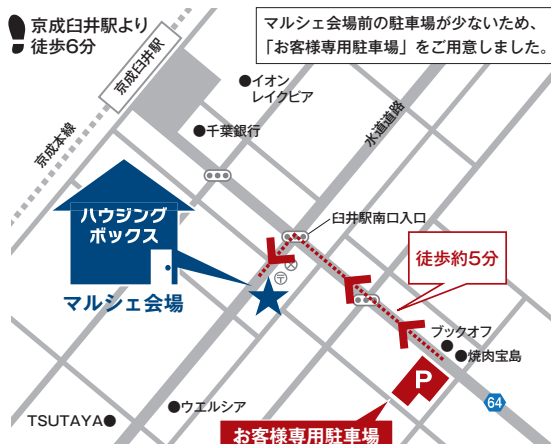 京成臼井駅より
徒歩6分
マルシェ会場前の駐車場が少ないため、
「お客様専用駐車場」をご用意しました。
京成臼井駅
京成本線
イオン
レイクピア
千葉銀行
水道道路
ハウジング
ボックス
マルシェ会場
臼井駅南口入口
徒歩約5分
ブックオフ
焼肉宝島
P
64
ウエルシア
TSUTAYA
お客様専用駐車場